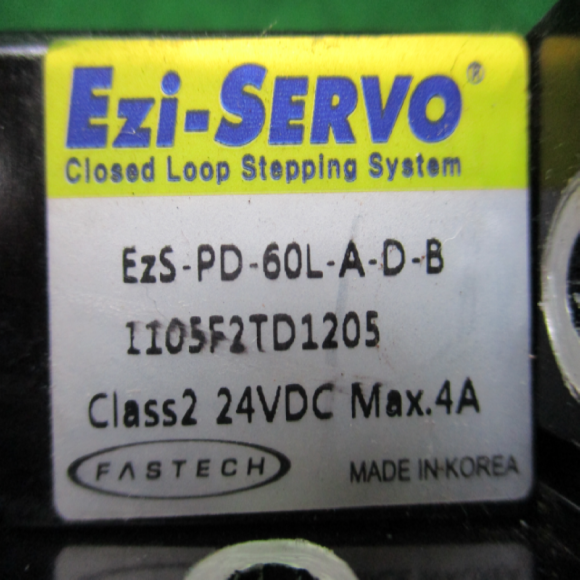 Ezi-SERVO®
Closed Loop Stepping System
EzS-PD-60L-A-D-B
1105F2TD1205
Class2 24VDC Max.4A
FASTECH
MADE IN KOREA